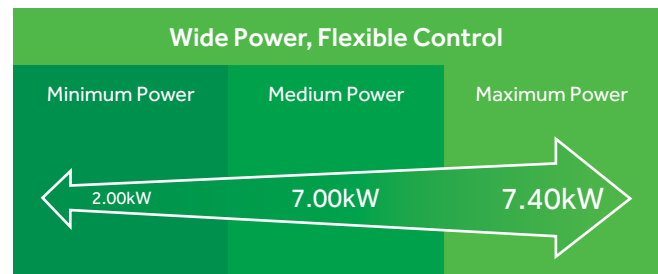 Wide Power, Flexible Control
Minimum Power Medium Power Maximum Power
2.00kW 7.00kW 7.40kW